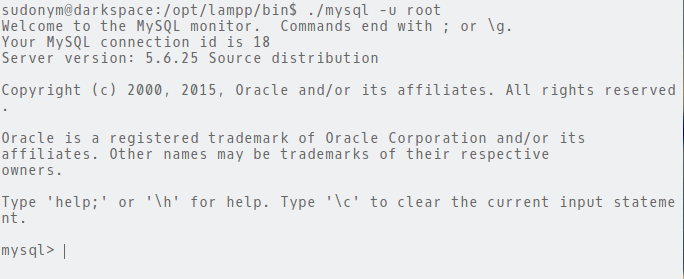 sudonym@darkspace:/opt/lampp/bin$ ./mysql -u root
Welcome to the MySQL monitor.  Commands end with ; or \g.
Your MySQL connection id is 18
Server version: 5.6.25 Source distribution
Copyright (c) 2000, 2015, Oracle and/or its affiliates. All rights reserved
.
Oracle is a registered trademark of Oracle Corporation and/or its
affiliates. Other names may be trademarks of their respective
owners.
Type 'help;' or '\h' for help. Type '\c' to clear the current input stateme
nt.
mysql>